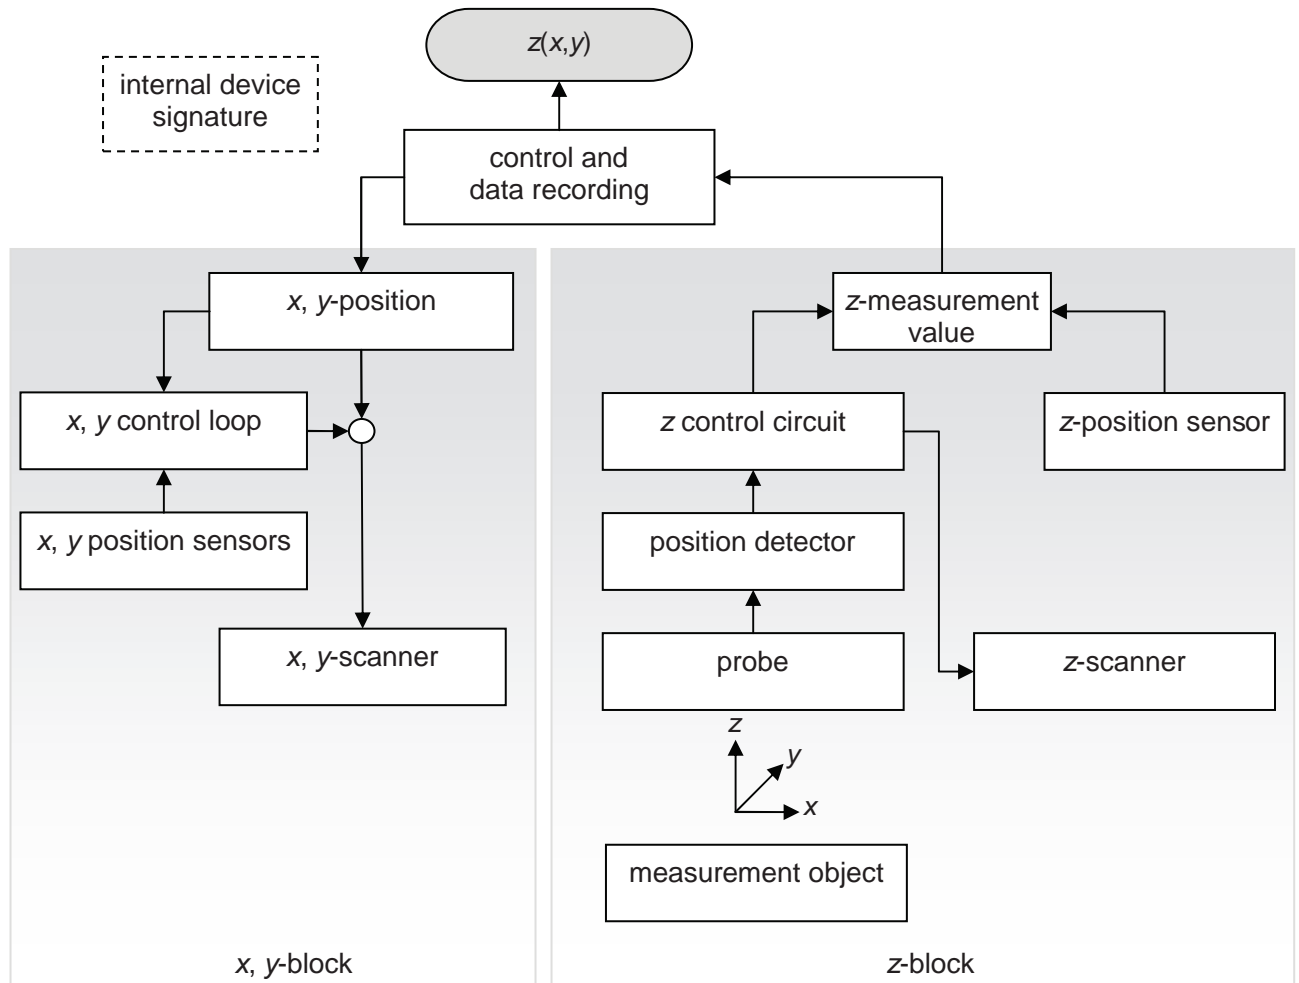 z(x,y)
internal device
signature
control and
data recording
x, y-position
z-measurement
value
x, y control loop
z control circuit
z-position sensor
x, y position sensors
position detector
x, y-scanner
probe
z-scanner
z
y
x
measurement object
x, y-block
z-block